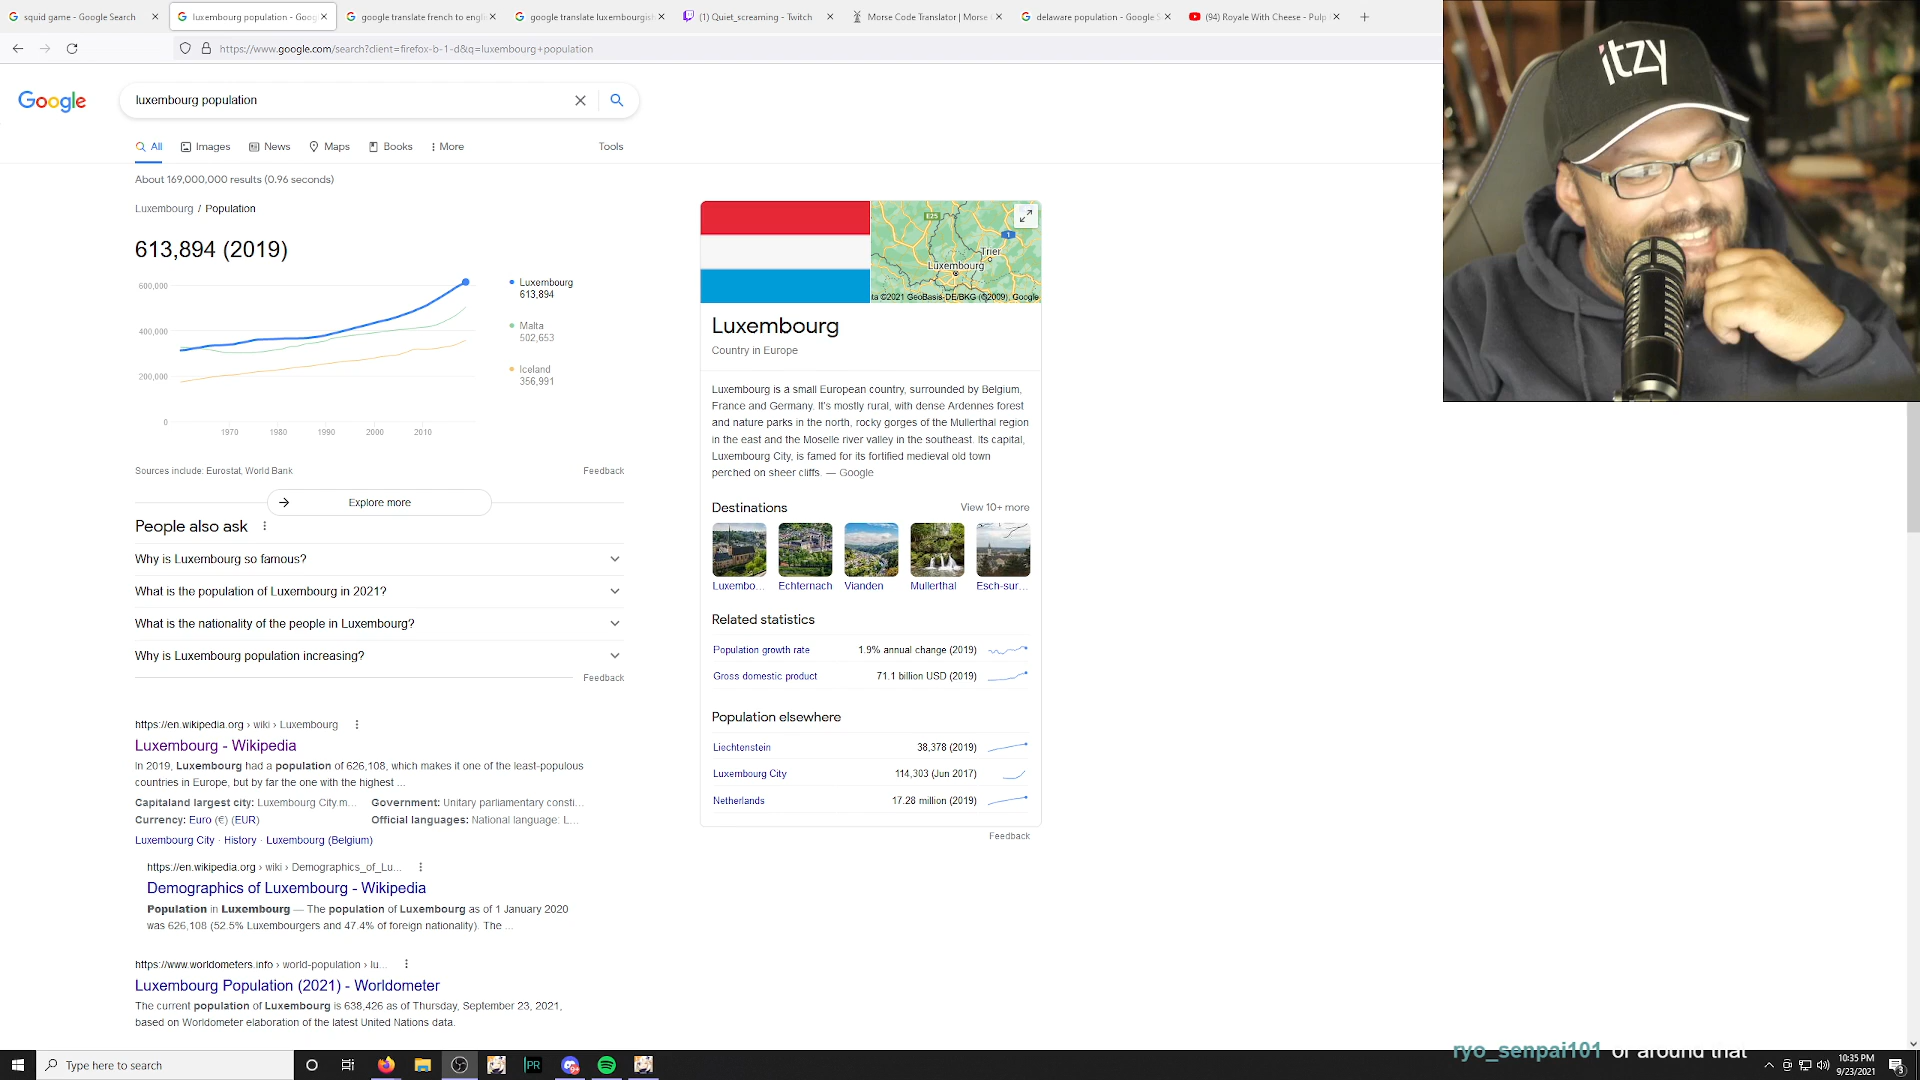 squid game - Google Search
luxembourg population - Goog
google translate french to engli
google translate luxembourgish
(1) Quiet_screaming - Twitch
Morse Code Translator | Morse
delaware population - Google S
(94) Royale With Cheese - Pulp
https://www.google.com/search?client=firefox-b-1-d&q=luxembourg+population
Google
luxembourg population
All
Images
News
Maps
Books
More
Tools
About 169,000,000 results (0.96 seconds)
Luxembourg / Population
613,894 (2019)
600,000
400,000
200,000
0
1970
1980
1990
2000
2010
Luxembourg
613,894
Malta
502,653
Iceland
356,991
Sources include: Eurostat, World Bank
Feedback
Explore more
People also ask
Why is Luxembourg so famous?
What is the population of Luxembourg in 2021?
What is the nationality of the people in Luxembourg?
Why is Luxembourg population increasing?
Feedback
https://en.wikipedia.org › wiki › Luxembourg
Luxembourg - Wikipedia
In 2019, Luxembourg had a population of 626,108, which makes it one of the least-populous
countries in Europe, but by far the one with the highest ...
Capitaland largest city: Luxembourg City.m...
Government: Unitary parliamentary consti...
Currency: Euro (€) (EUR)
Official languages: National language: L...
Luxembourg City · History · Luxembourg (Belgium)
https://en.wikipedia.org › wiki › Demographics_of_Lu...
Demographics of Luxembourg - Wikipedia
Population in Luxembourg — The population of Luxembourg as of 1 January 2020
was 626,108 (52.5% Luxembourgers and 47.4% of foreign nationality). The ...
https://www.worldometers.info › world-population › lu...
Luxembourg Population (2021) - Worldometer
The current population of Luxembourg is 638,426 as of Thursday, September 23, 2021,
based on Worldometer elaboration of the latest United Nations data.
E25
1
Trier
Luxembourg
ta ©2021 GeoBasis-DE/BKG (©2009), Google
Luxembourg
Country in Europe
Luxembourg is a small European country, surrounded by Belgium,
France and Germany. It's mostly rural, with dense Ardennes forest
and nature parks in the north, rocky gorges of the Mullerthal region
in the east and the Moselle river valley in the southeast. Its capital,
Luxembourg City, is famed for its fortified medieval old town
perched on sheer cliffs. — Google
Destinations
View 10+ more
Luxembo...
Echternach
Vianden
Mullerthal
Esch-sur...
Related statistics
Population growth rate 1.9% annual change (2019)
Gross domestic product 71.1 billion USD (2019)
Population elsewhere
Liechtenstein 38,378 (2019)
Luxembourg City 114,303 (Jun 2017)
Netherlands 17.28 million (2019)
Feedback
itzy
ryo_senpai101 or around that
Type here to search
PR
10:35 PM
9/23/2021
3